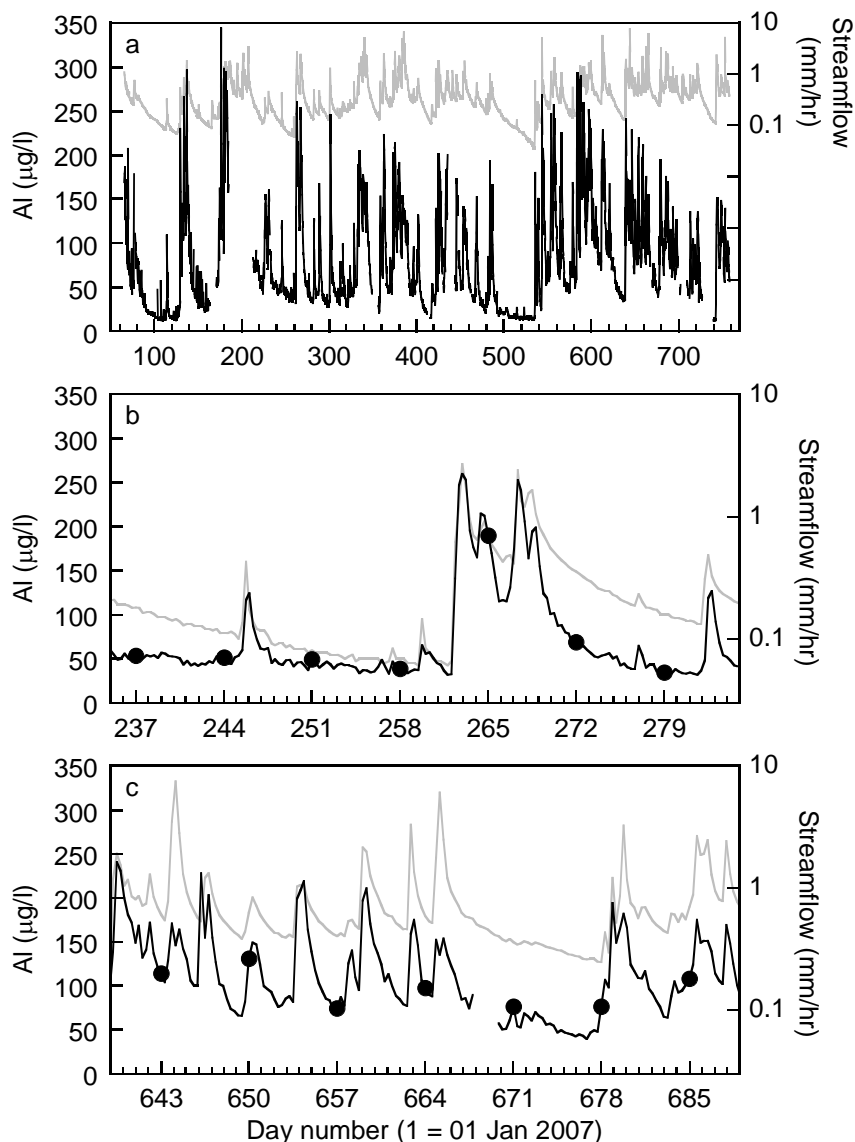 a
350
300
250
200
150
100
50
0
Al (µg/l)
10
1
0.1
Streamflow
(mm/hr)
100 200 300 400 500 600 700
b
350
300
250
200
150
100
50
0
Al (µg/l)
10
1
0.1
Streamflow (mm/hr)
237 244 251 258 265 272 279
c
350
300
250
200
150
100
50
0
Al (µg/l)
10
1
0.1
Streamflow (mm/hr)
643 650 657 664 671 678 685
Day number (1 = 01 Jan 2007)